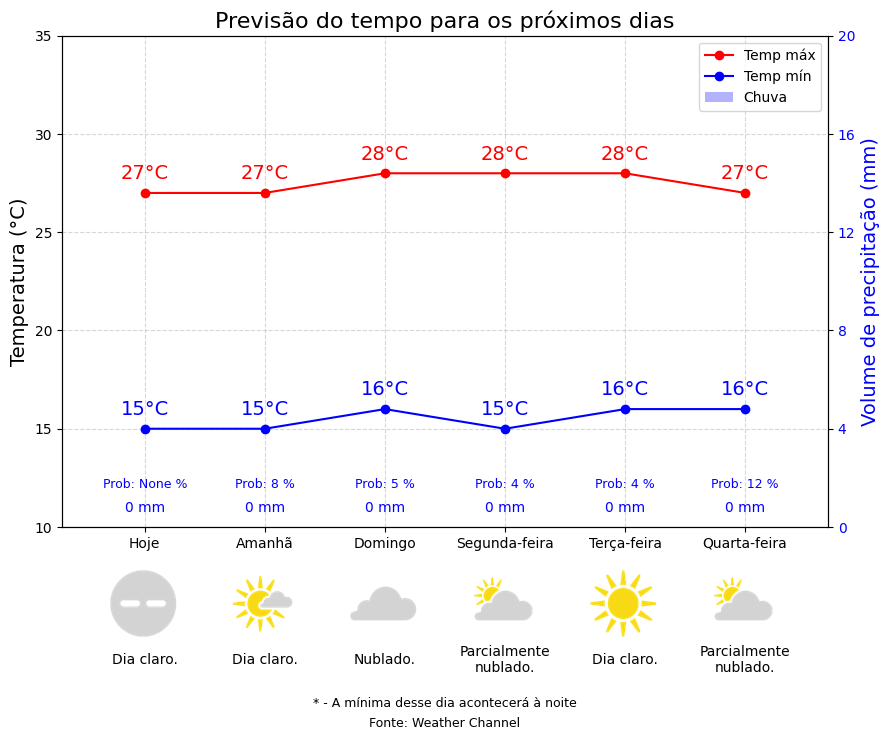 Previsão do tempo para os próximos dias
35
30
25
20
15
10
Temperatura (°C)
20
16
12
8
4
0
Volume de precipitação (mm)
Temp máx
Temp mín
Chuva
27°C 27°C 28°C 28°C 28°C 27°C
15°C 15°C 16°C 15°C 16°C 16°C
Prob: None % Prob: 8 % Prob: 5 % Prob: 4 % Prob: 4 % Prob: 12 %
0 mm 0 mm 0 mm 0 mm 0 mm 0 mm
Hoje Amanhã Domingo Segunda-feira Terça-feira Quarta-feira
Dia claro. Dia claro. Nublado. Parcialmente nublado. Dia claro. Parcialmente nublado.
* - A mínima desse dia acontecerá à noite
Fonte: Weather Channel